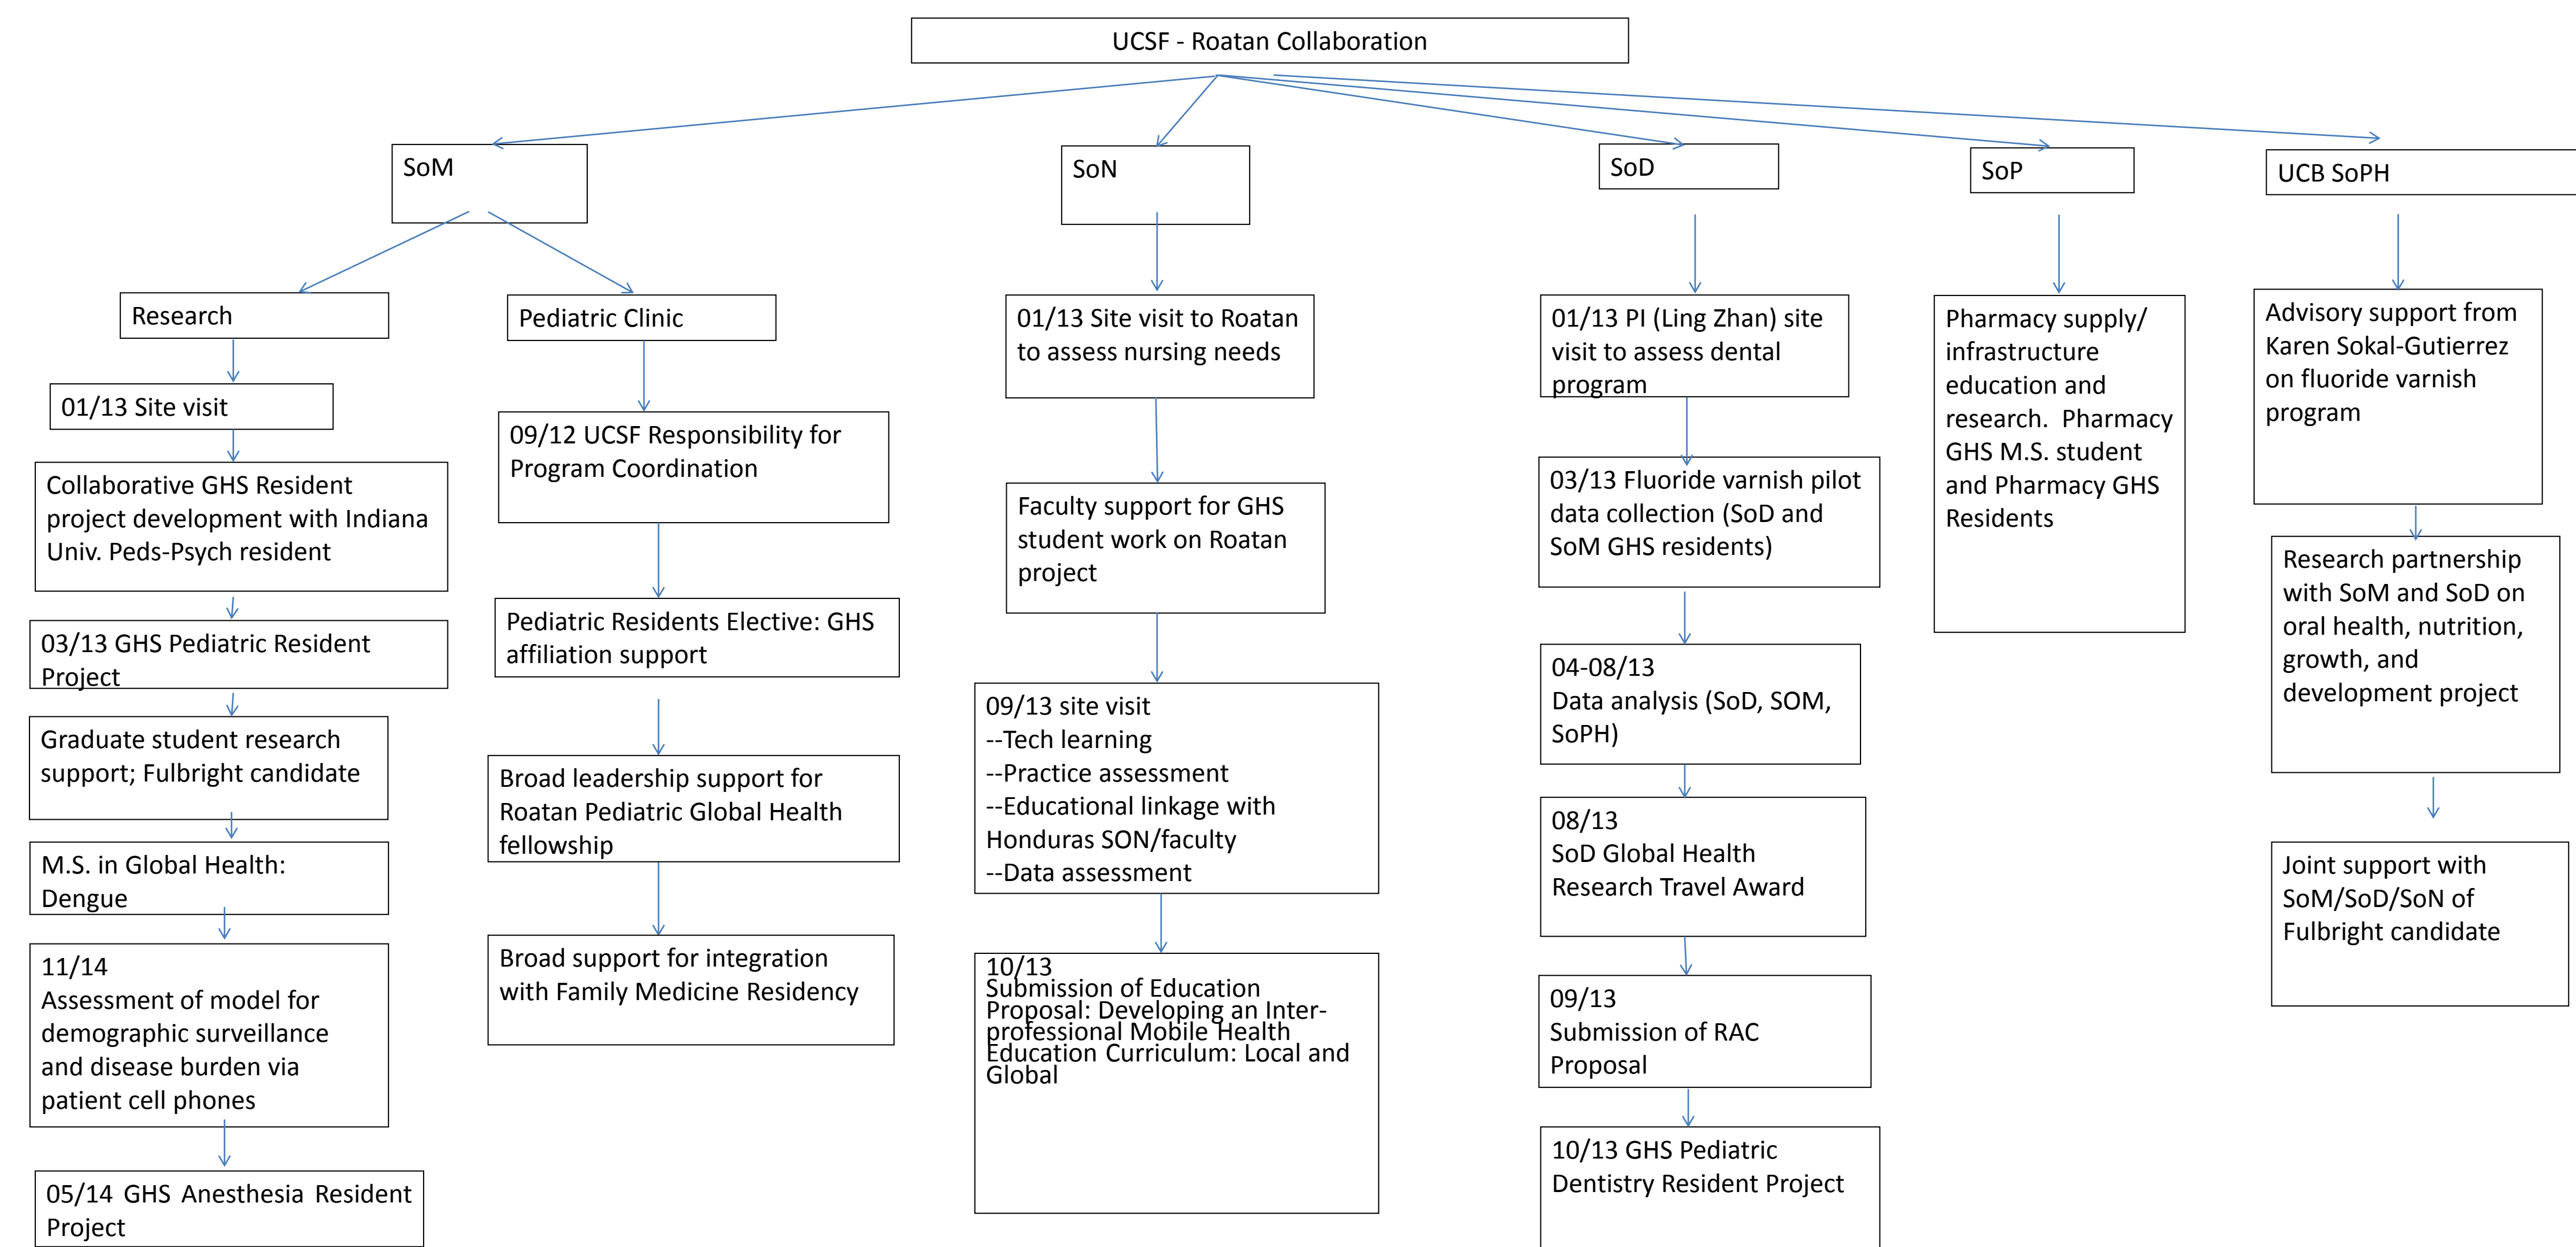 UCSF - Roatan Collaboration
SoM
SoN
SoD
SoP
UCB SoPH
Research
01/13 Site visit
Collaborative GHS Resident
project development with Indiana
Univ. Peds-Psych resident
03/13 GHS Pediatric Resident
Project
Graduate student research
support; Fulbright candidate
M.S. in Global Health:
Dengue
11/14
Assessment of model for
demographic surveillance
and disease burden via
patient cell phones
05/14 GHS Anesthesia Resident
Project
Pediatric Clinic
09/12 UCSF Responsibility for
Program Coordination
Pediatric Residents Elective: GHS
affiliation support
Broad leadership support for
Roatan Pediatric Global Health
fellowship
Broad support for integration
with Family Medicine Residency
01/13 Site visit to Roatan
to assess nursing needs
Faculty support for GHS
student work on Roatan
project
09/13 site visit
--Tech learning
--Practice assessment
--Educational linkage with
Honduras SON/faculty
--Data assessment
10/13
Submission of Education
Proposal: Developing an Inter-
professional Mobile Health
Education Curriculum: Local and
Global
01/13 PI (Ling Zhan) site
visit to assess dental
program
03/13 Fluoride varnish pilot
data collection (SoD and
SoM GHS residents)
04-08/13
Data analysis (SoD, SOM,
SoPH)
08/13
SoD Global Health
Research Travel Award
09/13
Submission of RAC
Proposal
10/13 GHS Pediatric
Dentistry Resident Project
Pharmacy supply/
infrastructure
education and
research.  Pharmacy
GHS M.S. student
and Pharmacy GHS
Residents
Advisory support from
Karen Sokal-Gutierrez
on fluoride varnish
program
Research partnership
with SoM and SoD on
oral health, nutrition,
growth, and
development project
Joint support with
SoM/SoD/SoN of
Fulbright candidate